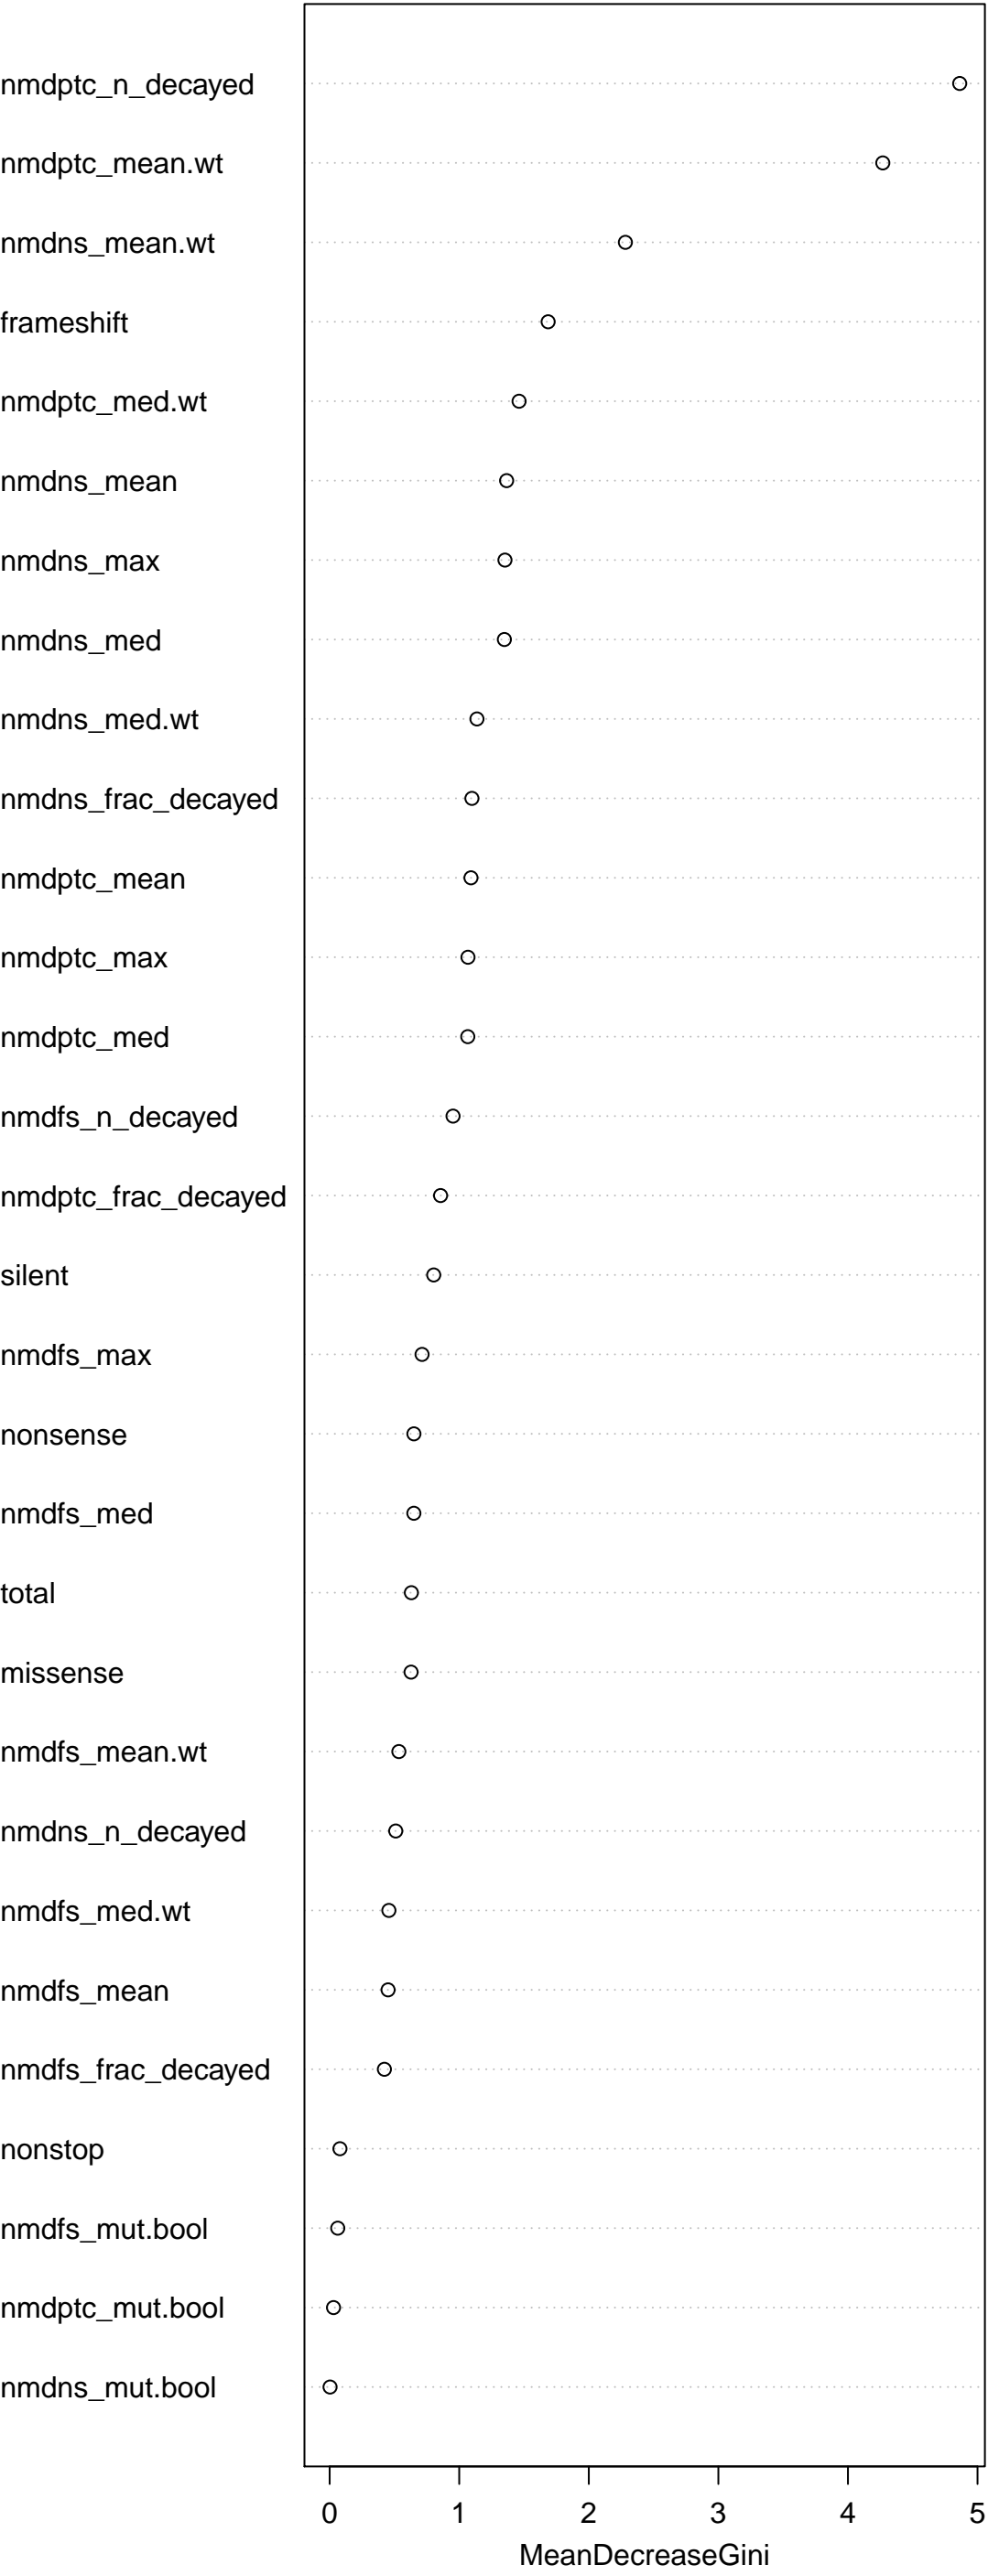 nmdptc_n_decayed
nmdptc_mean.wt
nmdns_mean.wt
frameshift
nmdptc_med.wt
nmdns_mean
nmdns_max
nmdns_med
nmdns_med.wt
nmdns_frac_decayed
nmdptc_mean
nmdptc_max
nmdptc_med
nmdfs_n_decayed
nmdptc_frac_decayed
silent
nmdfs_max
nonsense
nmdfs_med
total
missense
nmdfs_mean.wt
nmdns_n_decayed
nmdfs_med.wt
nmdfs_mean
nmdfs_frac_decayed
nonstop
nmdfs_mut.bool
nmdptc_mut.bool
nmdns_mut.bool
0 1 2 3 4 5
MeanDecreaseGini